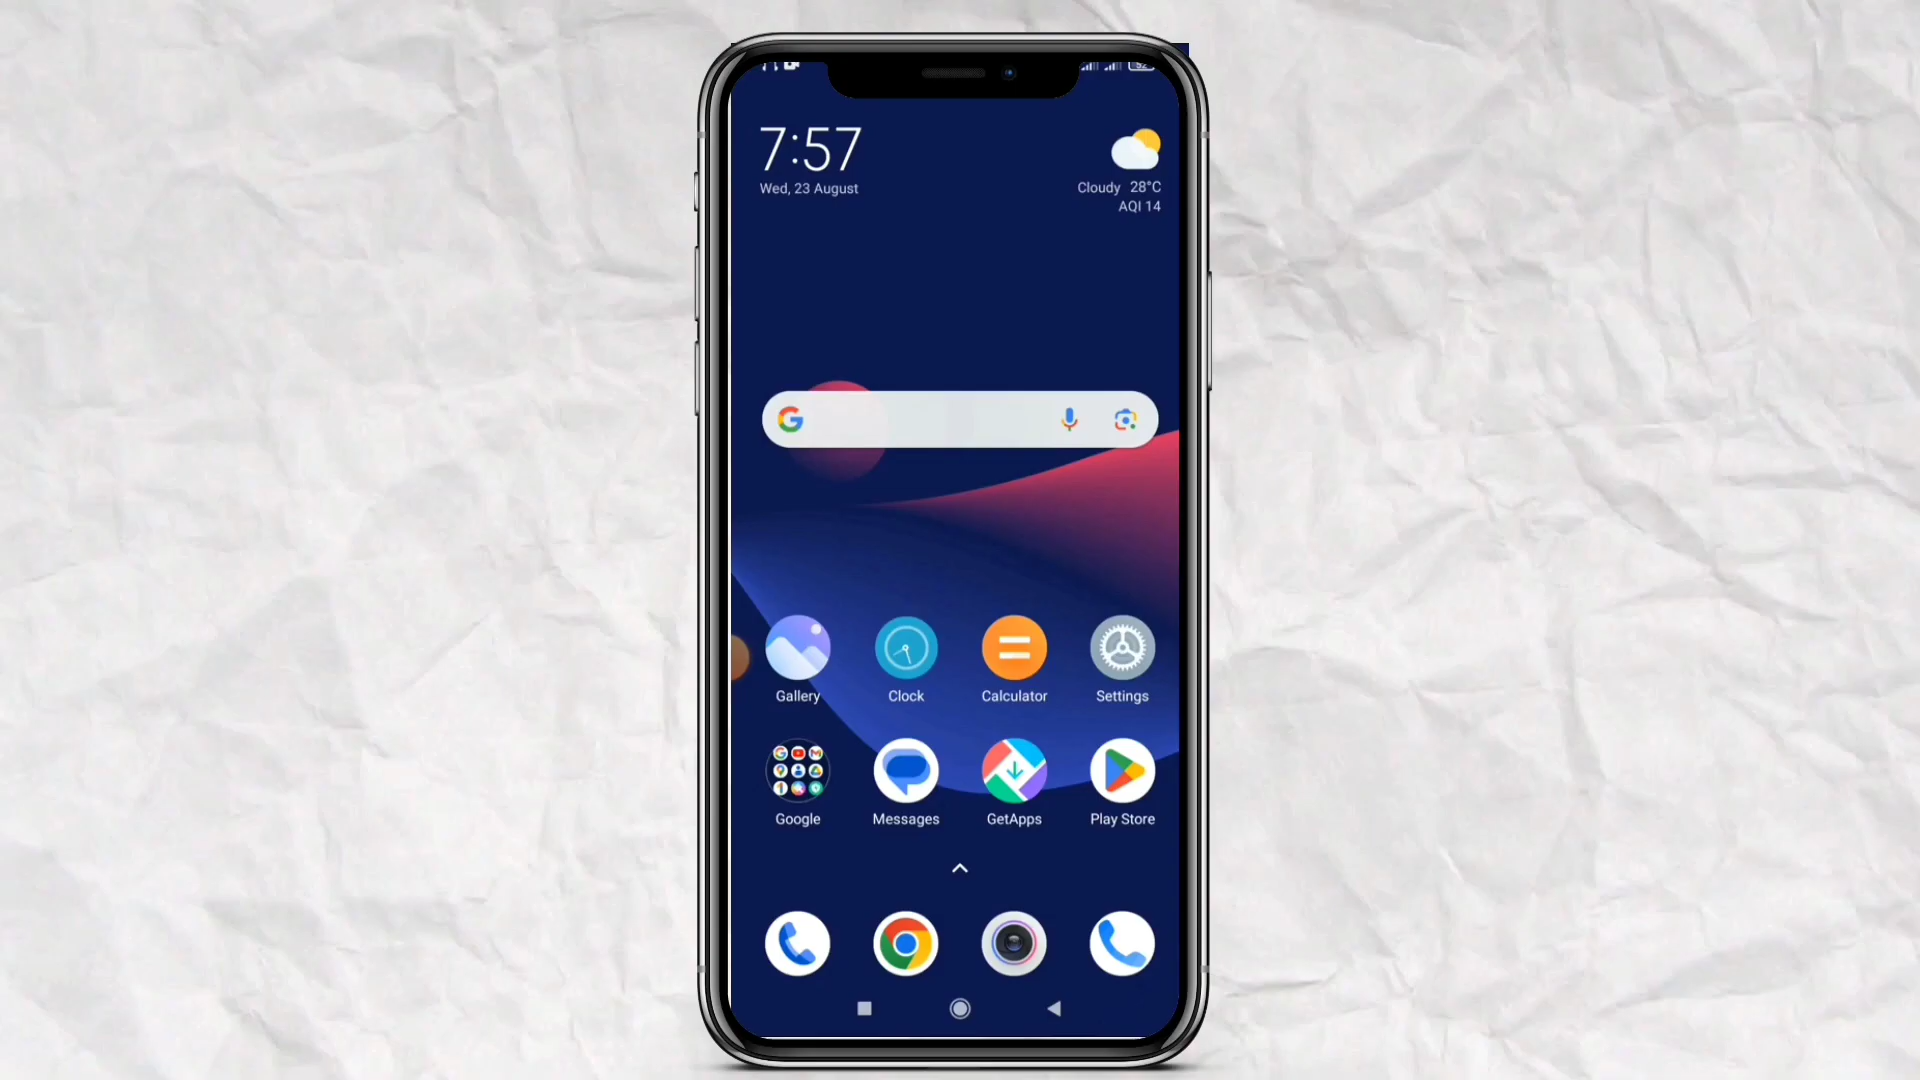 7:57
Wed, 23 August
Cloudy 28°C
AQI 14
Gallery
Clock
Calculator
Settings
Google
Messages
GetApps
Play Store